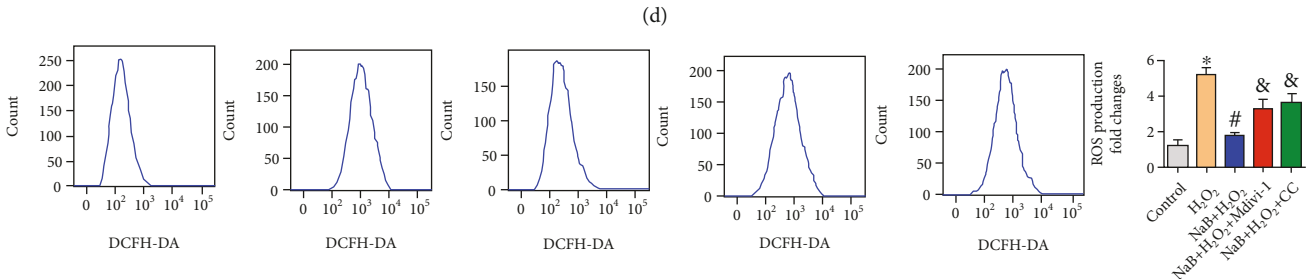 (d)
Count
250
200
150
100
50
0
0 10² 10³ 10⁴ 10⁵
DCFH-DA
Count
200
150
100
50
0
0 10² 10³ 10⁴ 10⁵
DCFH-DA
Count
150
100
50
0
0 10² 10³ 10⁴ 10⁵
DCFH-DA
Count
200
150
100
50
0
0 10² 10³ 10⁴ 10⁵
DCFH-DA
Count
200
150
100
50
0
0 10² 10³ 10⁴ 10⁵
DCFH-DA
ROS production
fold changes
6
4
2
0
*
#
&
&
Control
H₂O₂
NaB+H₂O₂
NaB+H₂O₂+Mdivi-1
NaB+H₂O₂+CC